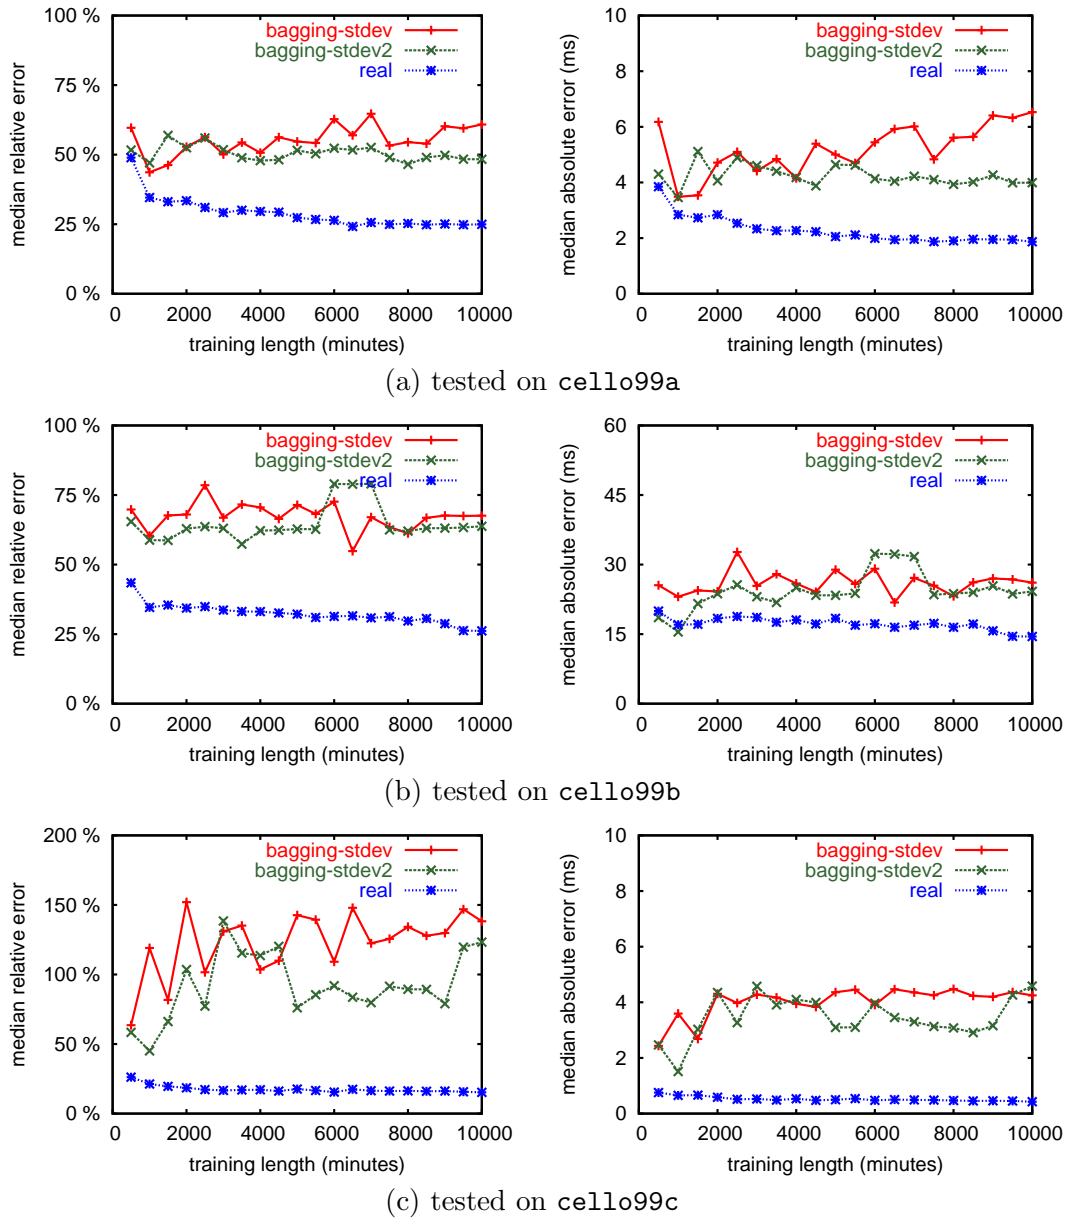 100 %
75 %
50 %
25 %
0 %
median relative error
bagging-stdev
bagging-stdev2
real
0 2000 4000 6000 8000 10000
training length (minutes)
10
8
6
4
2
0
median absolute error (ms)
bagging-stdev
bagging-stdev2
real
0 2000 4000 6000 8000 10000
training length (minutes)
(a) tested on cello99a
100 %
75 %
50 %
25 %
0 %
median relative error
bagging-stdev
bagging-stdev2
real
0 2000 4000 6000 8000 10000
training length (minutes)
60
45
30
15
0
median absolute error (ms)
bagging-stdev
bagging-stdev2
real
0 2000 4000 6000 8000 10000
training length (minutes)
(b) tested on cello99b
200 %
150 %
100 %
50 %
0 %
median relative error
bagging-stdev
bagging-stdev2
real
0 2000 4000 6000 8000 10000
training length (minutes)
10
8
6
4
2
0
median absolute error (ms)
bagging-stdev
bagging-stdev2
real
0 2000 4000 6000 8000 10000
training length (minutes)
(c) tested on cello99c